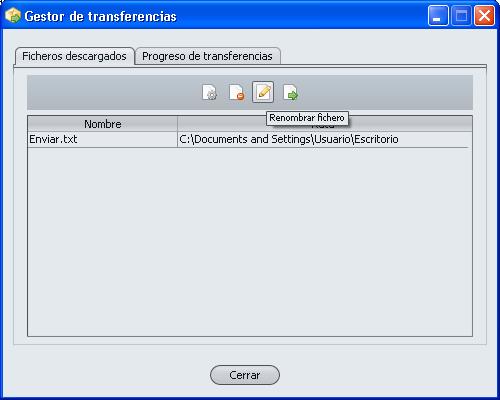 Gestor de transferencias
Ficheros descargados Progreso de transferencias
Renombrar fichero
Nombre
Enviar.txt C:\Documents and Settings\Usuario\Escritorio
Cerrar